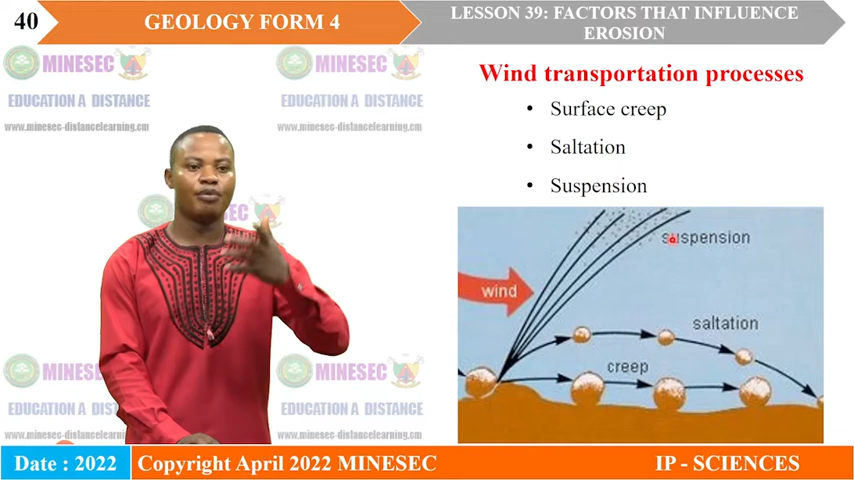 40
GEOLOGY FORM 4
LESSON 39: FACTORS THAT INFLUENCE
EROSION
MINESEC
EDUCATION A DISTANCE
www.minesec-distancelearning.cm
MINESEC
EDUCATION A DISTANCE
www.minesec-distancelearning.cm
Wind transportation processes
• Surface creep
• Saltation
• Suspension
suspension
wind
saltation
creep
MINESEC
EDUCATION A DISTANCE
www.minesec-distancelearning.cm
MINESEC
EDUCATION A DISTANCE
www.minesec-distancelearning.cm
Date : 2022
Copyright April 2022 MINESEC
IP - SCIENCES